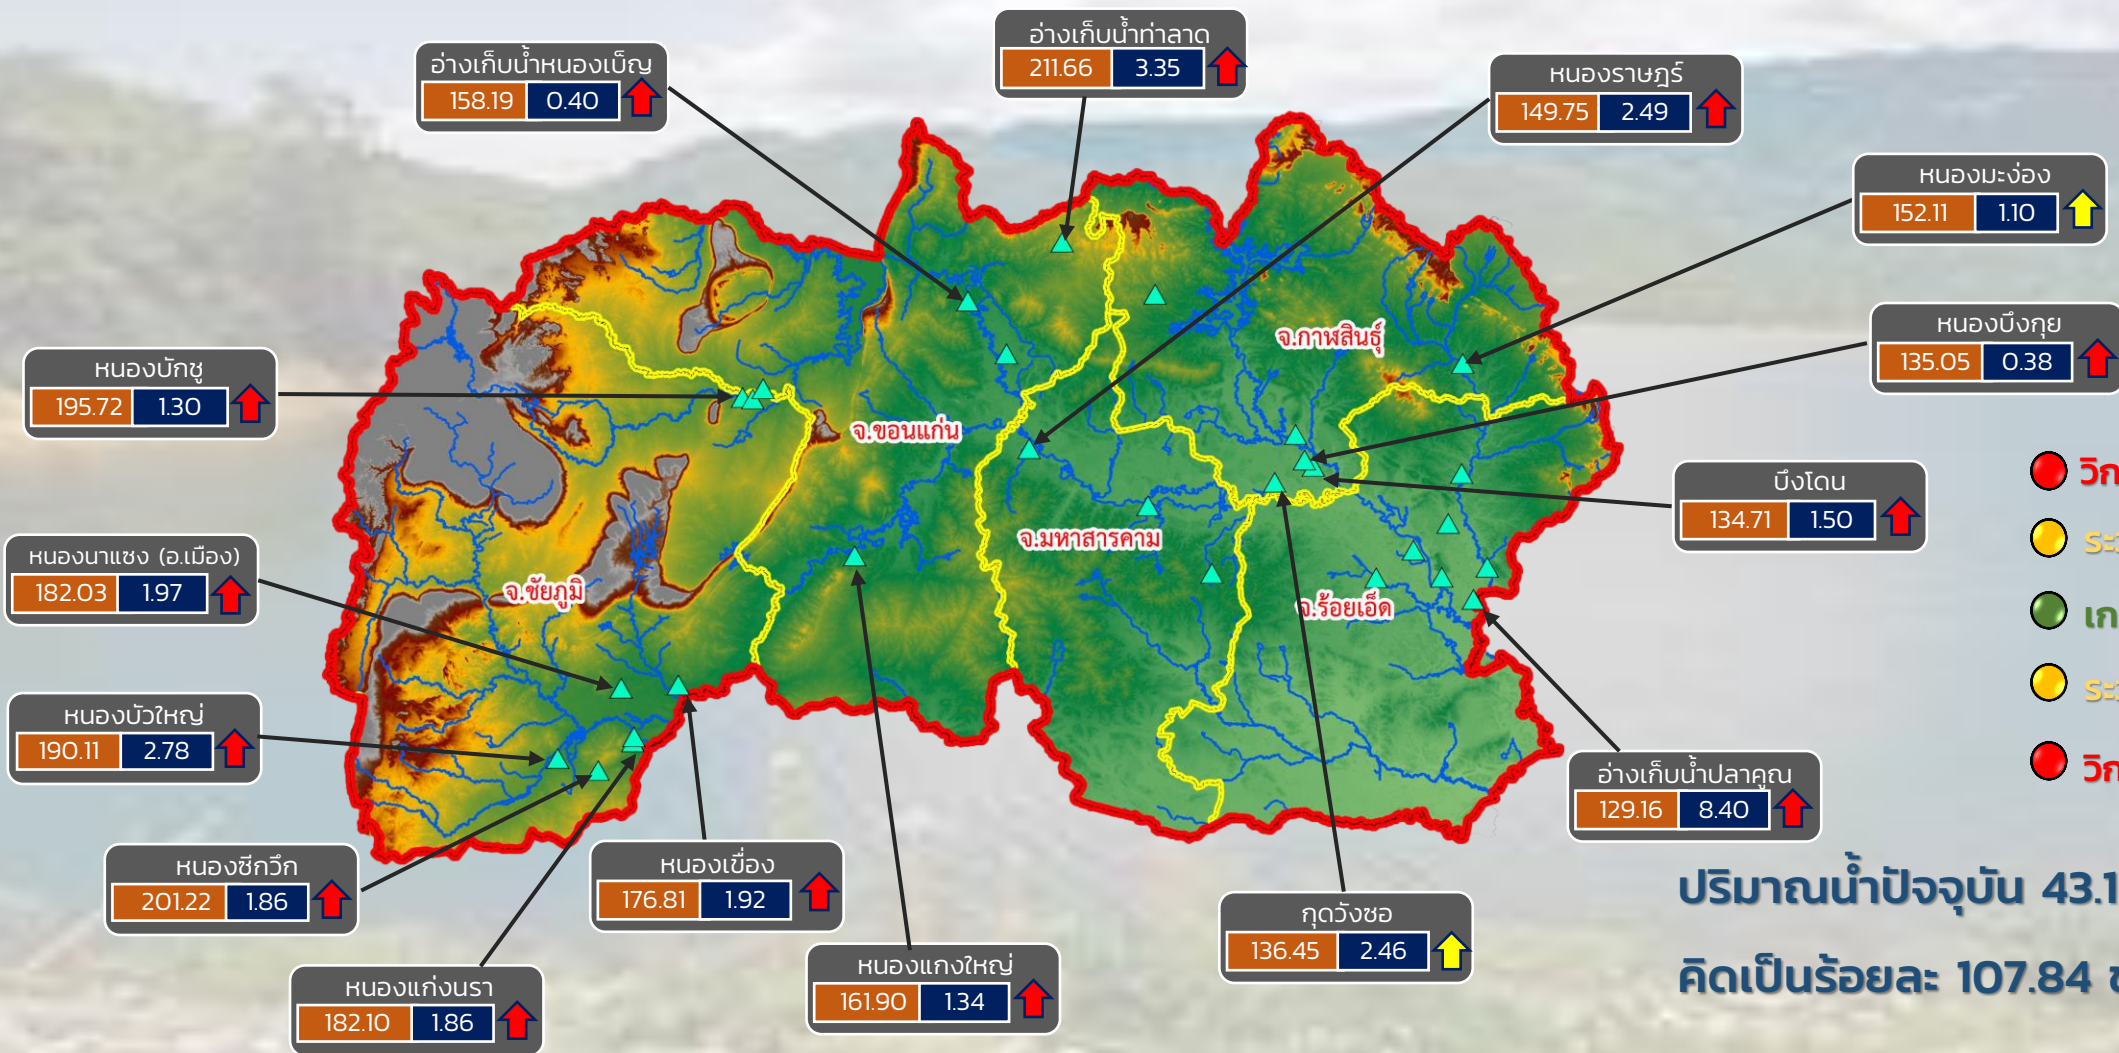 อ่างเก็บน้ำท่าลาด
211.66 3.35
อ่างเก็บน้ำหนองเบ็ญ
158.19 0.40
หนองราษฎร์
149.75 2.49
หนองมะง่อง
152.11 1.10
หนองบึงกุย
135.05 0.38
จ.กาฬสินธุ์
หนองบักชู
195.72 1.30
จ.ขอนแก่น
วิก
บึงโดน
134.71 1.50
ระ
จ.มหาสารคาม
หนองนาแซง (อ.เมือง)
182.03 1.97
จ.ชัยภูมิ
จ.ร้อยเอ็ด
เก
ระ
หนองบัวใหญ่
190.11 2.78
วิก
อ่างเก็บน้ำปลาคูณ
129.16 8.40
หนองซีกวึก
201.22 1.86
หนองเขื่อง
176.81 1.92
กุดวังซอ
136.45 2.46
ปริมาณน้ำปัจจุบัน 43.1
หนองแกงใหญ่
161.90 1.34
หนองแก่งนรา
182.10 1.86
คิดเป็นร้อยละ 107.84